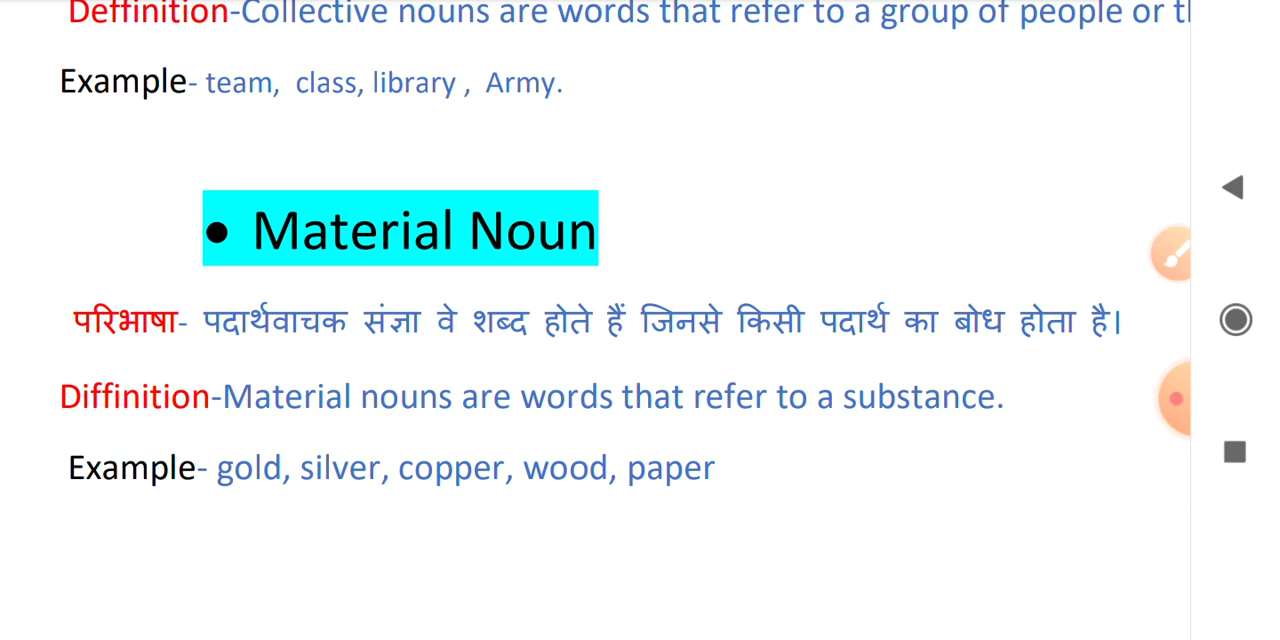 Deffinition-Collective nouns are words that refer to a group of people or
Example- team, class, library , Army.
• Material Noun
परिभाषा- पदार्थवाचक संज्ञा वे शब्द होते हैं जिनसे किसी पदार्थ का बोध होता है।
Diffinition-Material nouns are words that refer to a substance.
Example- gold, silver, copper, wood, paper